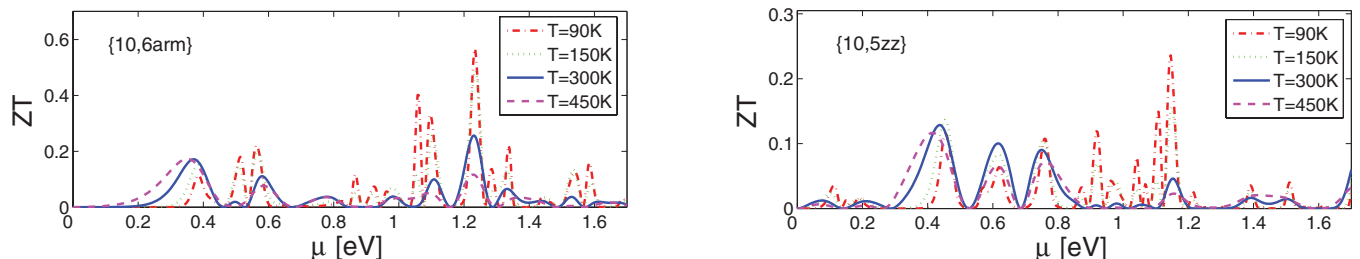 0.6
0.4
0.2
0
ZT
{10,6arm}
T=90K
T=150K
T=300K
T=450K
0 0.2 0.4 0.6 0.8 1 1.2 1.4 1.6
μ [eV]
0.3
0.2
0.1
0
ZT
{10,5zz}
T=90K
T=150K
T=300K
T=450K
0 0.2 0.4 0.6 0.8 1 1.2 1.4 1.6
μ [eV]